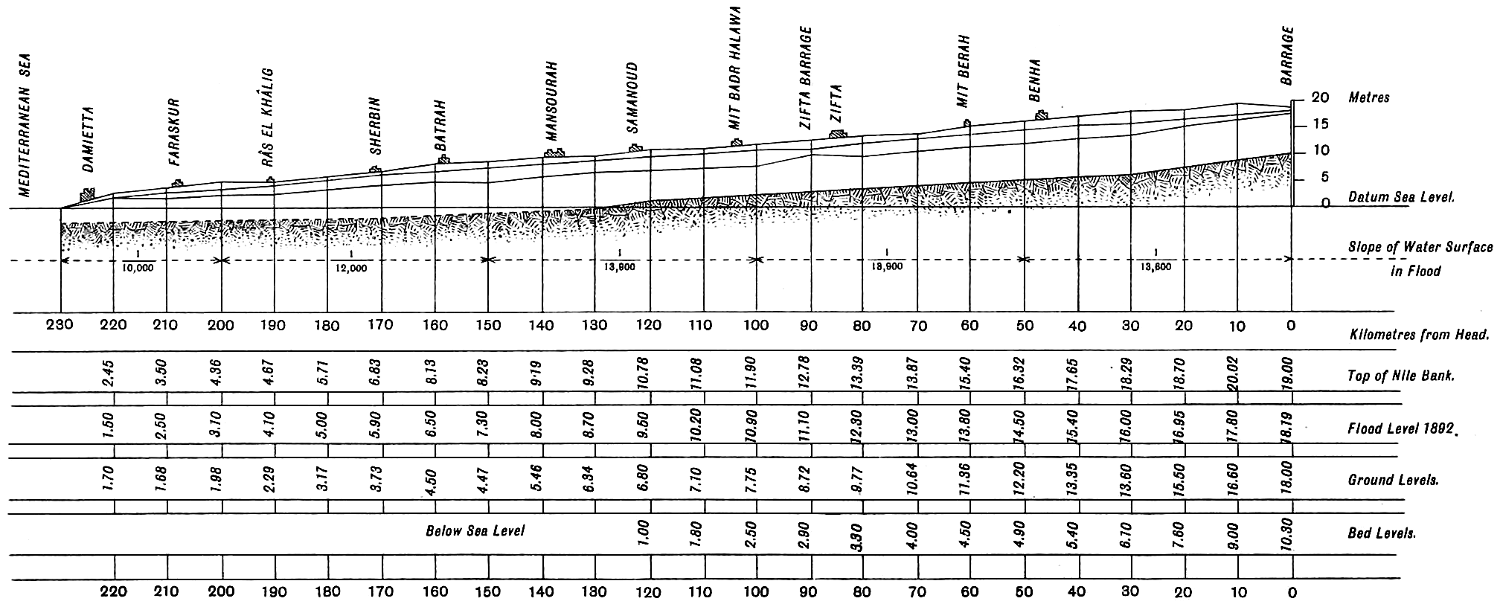 MEDITERRANEAN SEA
DAMIETTA
FARASKUR
RÂS EL KHÂLIG
SHERBIN
BATRAH
MANSOURAH
SAMANOUD
MIT BADR HALAWA
ZIFTA BARRAGE
ZIFTA
MIT BERAH
BENHA
BARRAGE
20 Metres
15
10
5
0 Datum Sea Level.
1/10,000 1/12,000 1/13,600 1/18,900 1/13,600 Slope of Water Surface
in Flood
230 220 210 200 190 180 170 160 150 140 130 120 110 100 90 80 70 60 50 40 30 20 10 0
Kilometres from Head.
2.45 3.50 4.36 4.67 5.71 6.83 8.13 8.23 9.19 9.28 10.78 11.08 11.90 12.78 13.39 13.87 15.40 16.32 17.65 18.29 18.70 20.02 19.00 Top of Nile Bank.
1.50 2.50 3.10 4.10 5.00 5.90 6.50 7.30 8.00 8.70 9.50 10.20 10.90 11.10 12.30 13.00 13.80 14.50 15.40 16.00 16.95 17.80 18.19 Flood Level 1892.
1.70 1.68 1.98 2.29 3.17 3.73 4.50 4.47 5.46 6.34 6.80 7.10 7.75 8.72 9.77 10.64 11.36 12.20 13.35 13.60 15.50 16.60 18.00 Ground Levels.
Below Sea Level 1.00 1.80 2.50 2.90 3.30 4.00 4.50 4.90 5.40 6.70 7.60 9.00 10.30 Bed Levels.
220 210 200 190 180 170 160 150 140 130 120 110 100 90 80 70 60 50 40 30 20 10 0